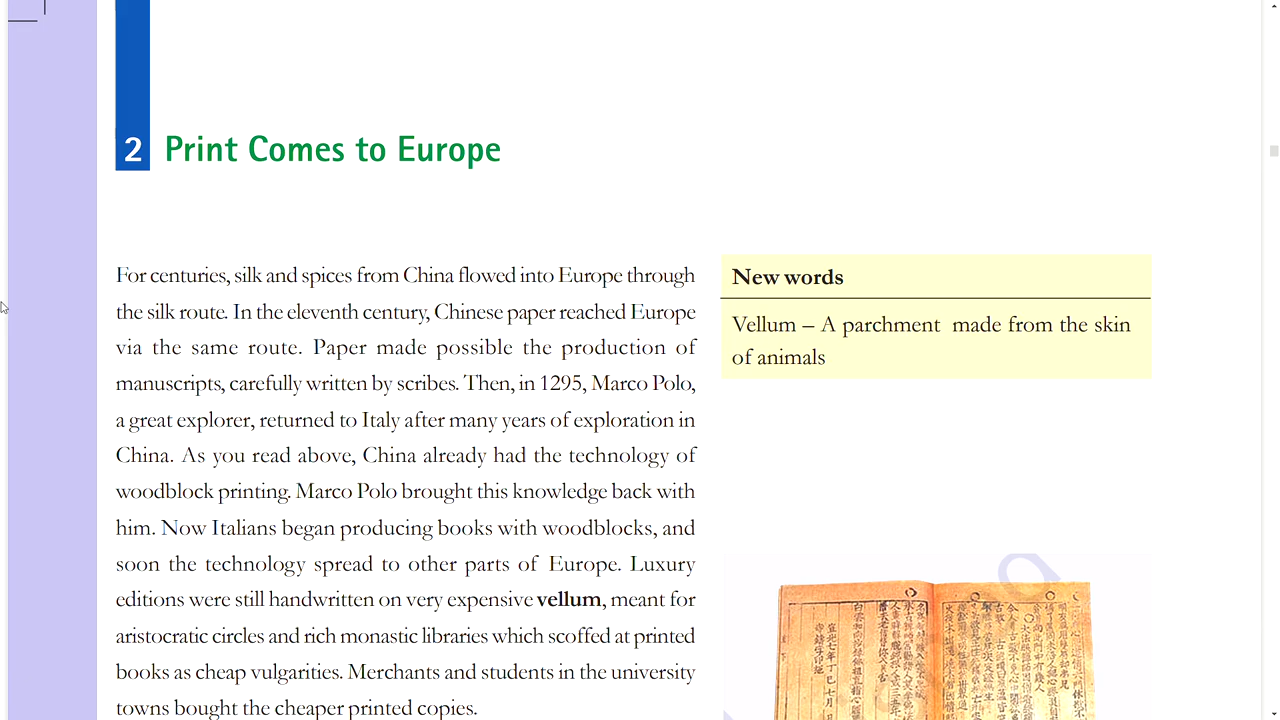 2 Print Comes to Europe
For centuries, silk and spices from China flowed into Europe through
the silk route. In the eleventh century, Chinese paper reached Europe
via the same route. Paper made possible the production of
manuscripts, carefully written by scribes. Then, in 1295, Marco Polo,
a great explorer, returned to Italy after many years of exploration in
China. As you read above, China already had the technology of
woodblock printing. Marco Polo brought this knowledge back with
him. Now Italians began producing books with woodblocks, and
soon the technology spread to other parts of Europe. Luxury
editions were still handwritten on very expensive vellum, meant for
aristocratic circles and rich monastic libraries which scoffed at printed
books as cheap vulgarities. Merchants and students in the university
towns bought the cheaper printed copies.
New words
Vellum – A parchment made from the skin
of animals